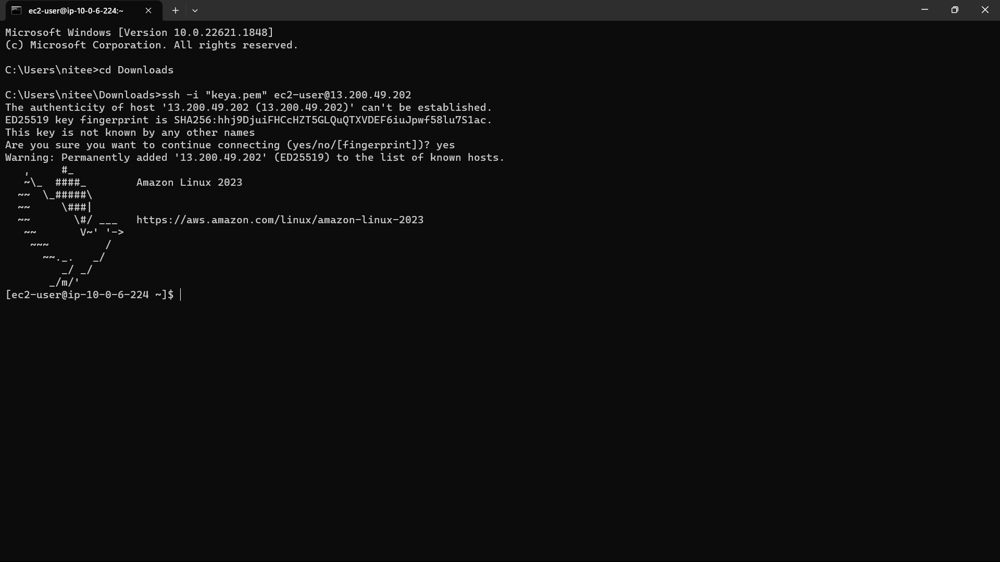 ec2-user@ip-10-0-6-224:~
Microsoft Windows [Version 10.0.22621.1848]
(c) Microsoft Corporation. All rights reserved.
C:\Users\nitee>cd Downloads
C:\Users\nitee\Downloads>ssh -i "keya.pem" ec2-user@13.200.49.202
The authenticity of host '13.200.49.202 (13.200.49.202)' can't be established.
ED25519 key fingerprint is SHA256:hhj9DjuiFHCcHZT5GLQuQTXVDEF6iuJpwf58lu7S1ac.
This key is not known by any other names
Are you sure you want to continue connecting (yes/no/[fingerprint])? yes
Warning: Permanently added '13.200.49.202' (ED25519) to the list of known hosts.
   ,     #_
   ~\_  ####_        Amazon Linux 2023
  ~~  \_#####\
  ~~     \###|
  ~~       \#/ ___   https://aws.amazon.com/linux/amazon-linux-2023
   ~~       V~' '->
    ~~~         /
      ~~._.   _/
         _/ _/
       _/m/'
[ec2-user@ip-10-0-6-224 ~]$